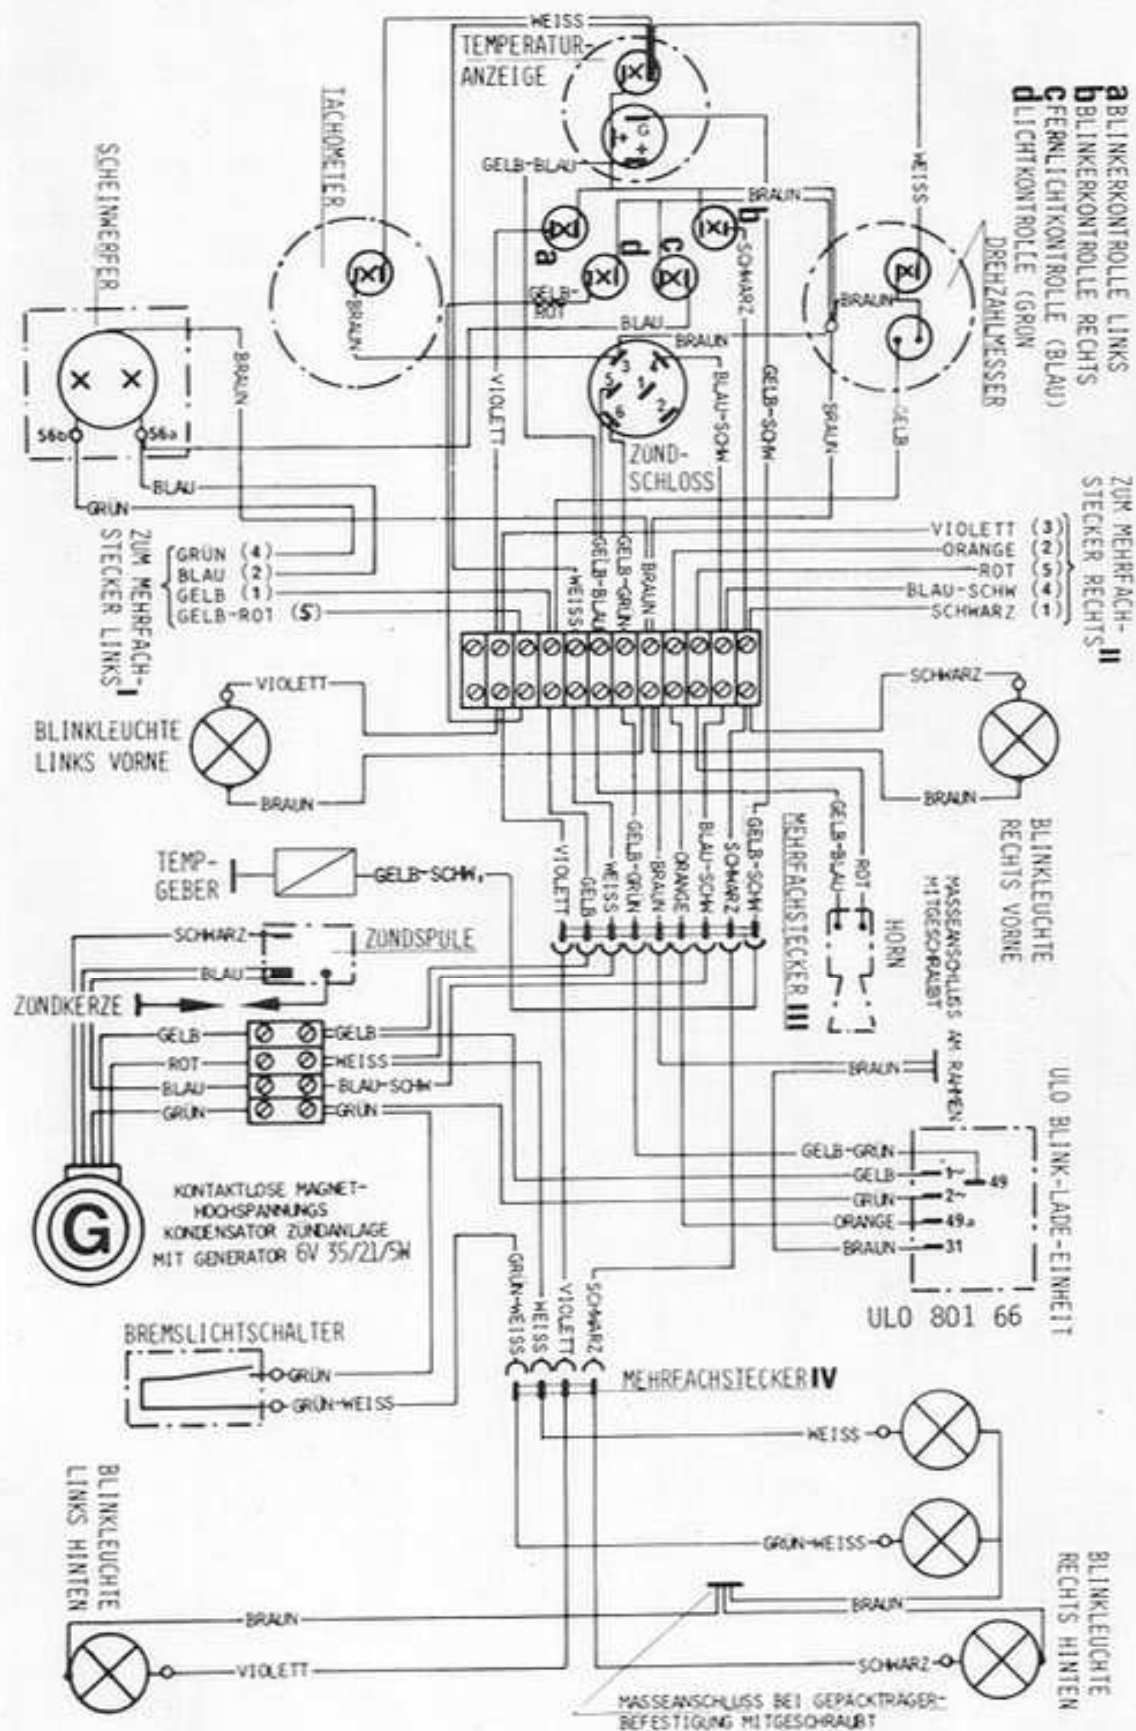 WEISS
TEMPERATUR-
ANZEIGE
a BLINKERKONTROLLE LINKS
b BLINKERKONTROLLE RECHTS
C FERNLICHTKONTROLLE (BLAU)
d LICHTKONTROLLE (GRÜN
TACHOMETER
SCHEINWERFER
G
+
GELB-BLAU
BRAUN
WEISS
DREHZAHLMESSER
a
d
c
b
SCHWARZ
GELB-
ROT
BRAUN
BLAU
BRAUN
BRAUN
BRAUN
3
4
5
1
6
2
VIOLETT
BLAU-SCHW
GELB-SCHW
BRAUN
GELB
56b
56a
ZÜND-
SCHLOSS
BLAU
GRÜN
ZUM MEHRFACH-
STECKER LINKS I
GRÜN (4)
BLAU (2)
GELB (1)
GELB-ROT (5)
ZUM MEHRFACH-
STECKER RECHTS II
VIOLETT (3)
ORANGE (2)
ROT (5)
BLAU-SCHW (4)
SCHWARZ (1)
WEISS
GELB-BLAU
GELB-GRÜN
BRAUN
VIOLETT
SCHWARZ
BLINKLEUCHTE
LINKS VORNE
BRAUN
BRAUN
BLINKLEUCHTE
RECHTS VORNE
TEMP-
GEBER
GELB-SCHW.
VIOLETT
GELB
WEISS
GELB-GRÜN
BRAUN
ORANGE
BLAU-SCHW
SCHWARZ
GELB-SCHW
MEHRFACHSTECKER III
GELB-BLAU
ROT
HORN
MASSEANSCHLUSS AM RAHMEN
MITGESCHRAUBT
SCHWARZ
ZÜNDSPULE
BLAU
ZÜNDKERZE
GELB
GELB
ROT
WEISS
BLAU
BLAU-SCHW
GRÜN
GRÜN
BRAUN
ULO BLINK-LADE-EINHEIT
GELB-GRÜN
GELB
1~
49
GRÜN
2~
ORANGE
49a
BRAUN
31
ULO 801 66
G
KONTAKTLOSE MAGNET-
HOCHSPANNUNGS
KONDENSATOR ZÜNDANLAGE
MIT GENERATOR 6V 35/21/5W
GRÜN-WEISS
WEISS
VIOLETT
SCHWARZ
BREMSLICHTSCHALTER
GRÜN
GRÜN-WEISS
MEHRFACHSTECKER IV
WEISS
GRÜN-WEISS
BLINKLEUCHTE
LINKS HINTEN
BLINKLEUCHTE
RECHTS HINTEN
BRAUN
BRAUN
VIOLETT
SCHWARZ
MASSEANSCHLUSS BEI GEPÄCKTRÄGER-
BEFESTIGUNG MITGESCHRAUBT